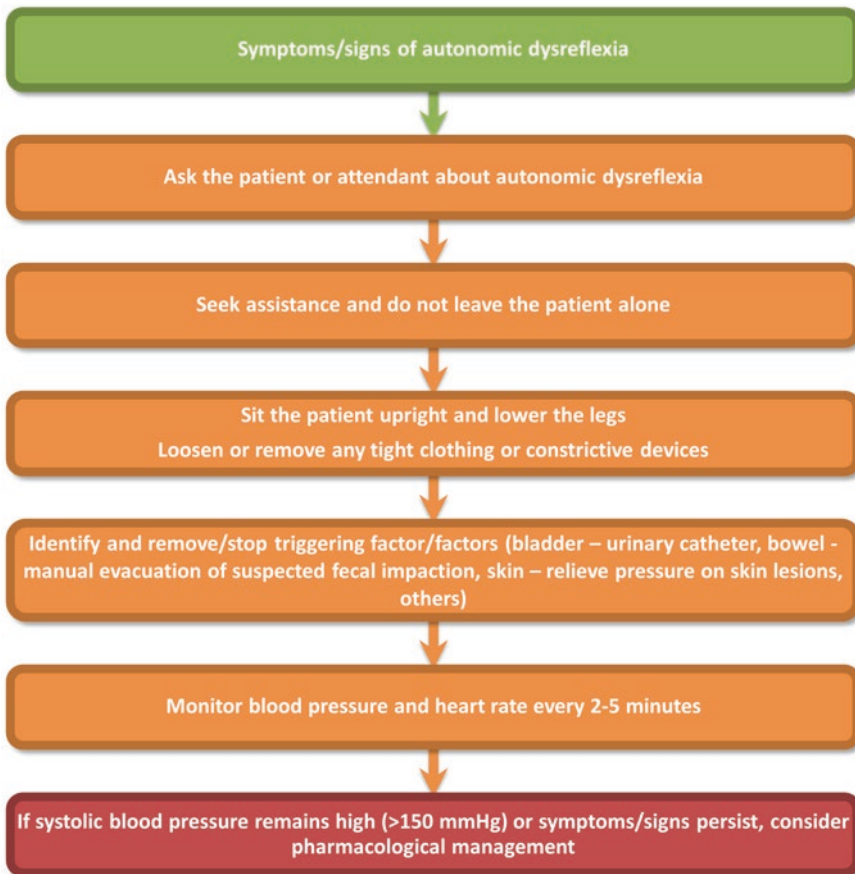 Symptoms/signs of autonomic dysreflexia
Ask the patient or attendant about autonomic dysreflexia
Seek assistance and do not leave the patient alone
Sit the patient upright and lower the legs
Loosen or remove any tight clothing or constrictive devices
Identify and remove/stop triggering factor/factors (bladder – urinary catheter, bowel -
manual evacuation of suspected fecal impaction, skin – relieve pressure on skin lesions,
others)
Monitor blood pressure and heart rate every 2-5 minutes
If systolic blood pressure remains high (>150 mmHg) or symptoms/signs persist, consider
pharmacological management